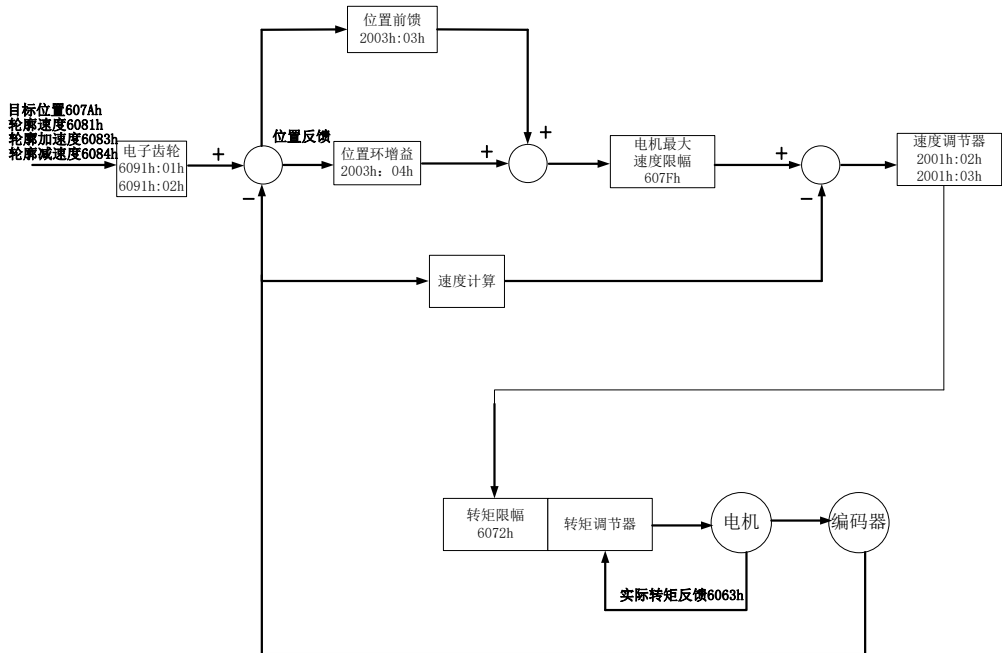 位置前馈
2003h:03h
目标位置607Ah
轮廓速度6081h
轮廓加速度6083h
轮廓减速度6084h
电子齿轮
6091h:01h
6091h:02h
+
−
位置反馈
位置环增益
2003h：04h
+
+
电机最大
速度限幅
607Fh
+
−
速度调节器
2001h:02h
2001h:03h
速度计算
转矩限幅
6072h
转矩调节器
电机
编码器
实际转矩反馈6063h